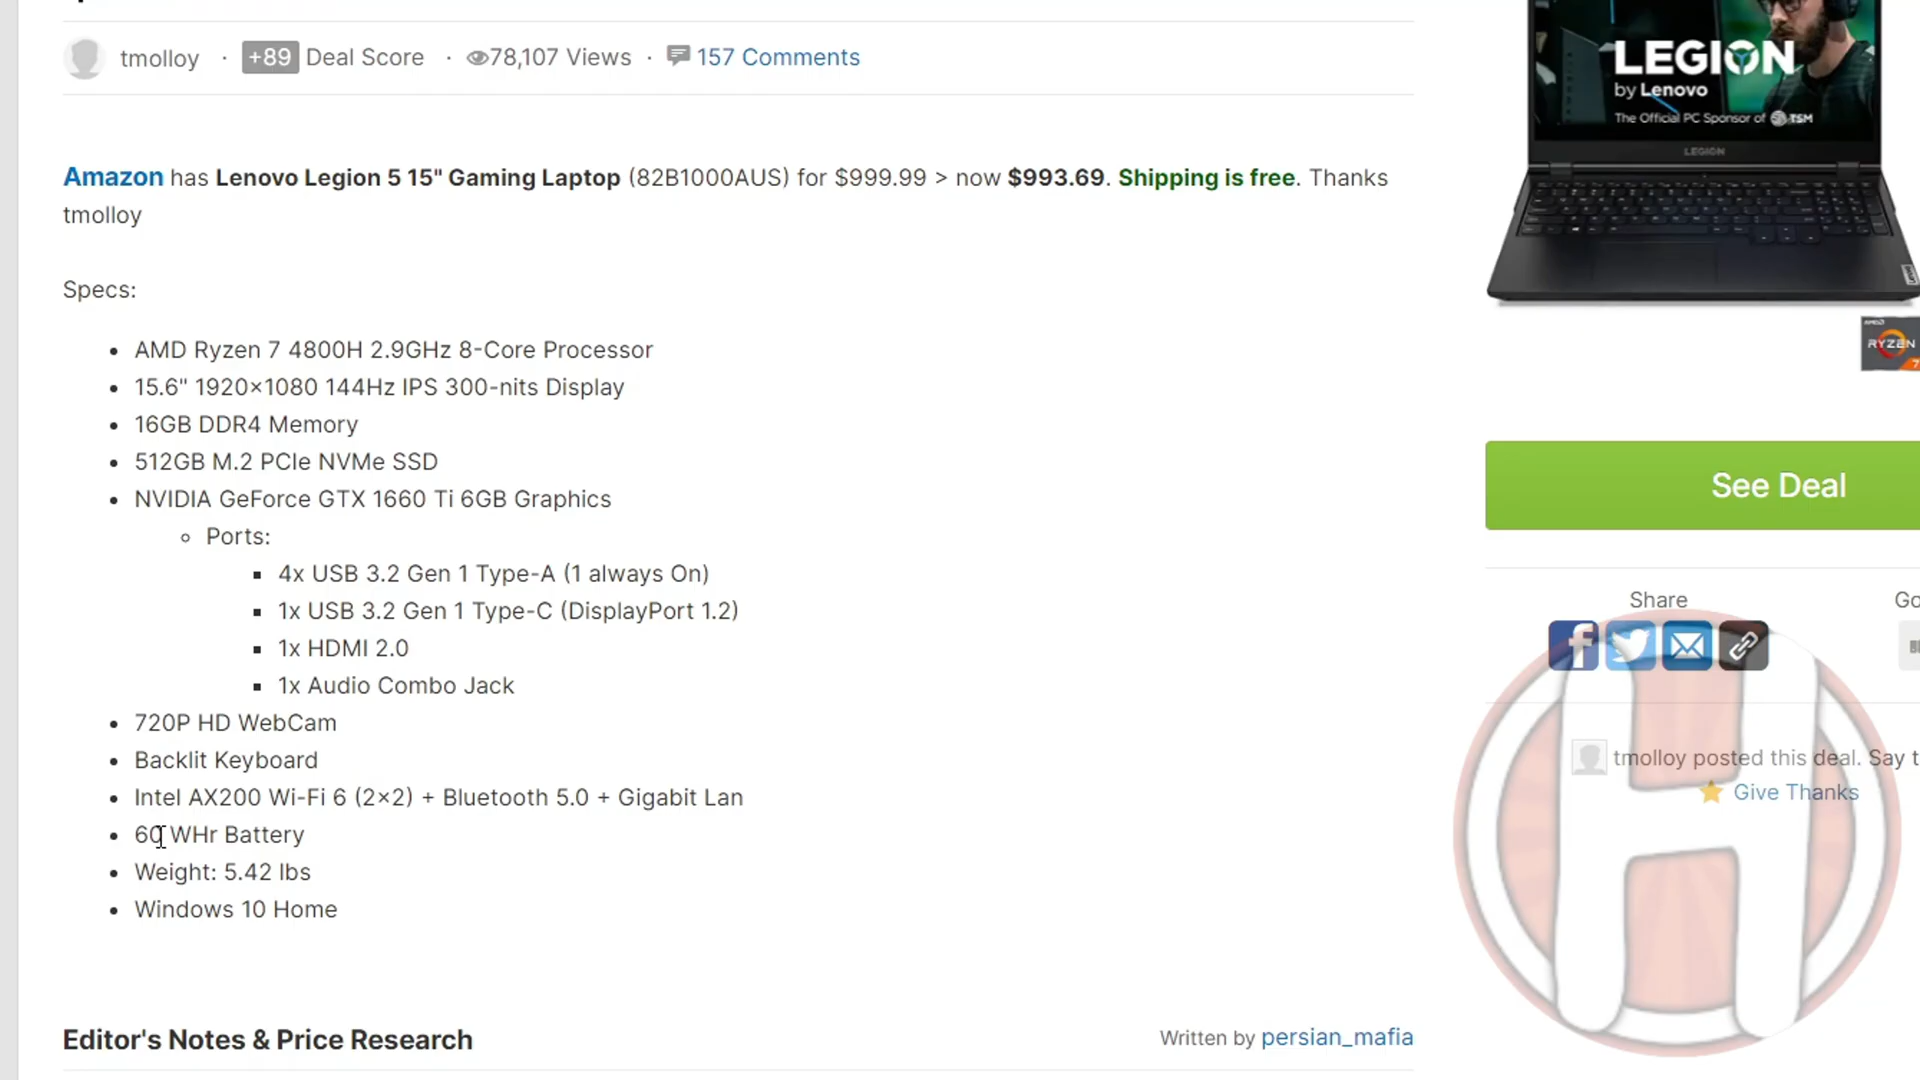 tmolloy · +89 Deal Score · 78,107 Views · 157 Comments
LEGION
by Lenovo
The Official PC Sponsor of TSM
LEGION
Amazon has Lenovo Legion 5 15" Gaming Laptop (82B1000AUS) for $999.99 > now $993.69. Shipping is free. Thanks
tmolloy
Specs:
• AMD Ryzen 7 4800H 2.9GHz 8-Core Processor
• 15.6" 1920×1080 144Hz IPS 300-nits Display
• 16GB DDR4 Memory
• 512GB M.2 PCIe NVMe SSD
• NVIDIA GeForce GTX 1660 Ti 6GB Graphics
◦ Ports:
▪ 4x USB 3.2 Gen 1 Type-A (1 always On)
▪ 1x USB 3.2 Gen 1 Type-C (DisplayPort 1.2)
▪ 1x HDMI 2.0
▪ 1x Audio Combo Jack
• 720P HD WebCam
• Backlit Keyboard
• Intel AX200 Wi-Fi 6 (2×2) + Bluetooth 5.0 + Gigabit Lan
• 60 WHr Battery
• Weight: 5.42 lbs
• Windows 10 Home
AMD
RYZEN
7
See Deal
Share
tmolloy posted this deal. Say
Give Thanks
H
Editor's Notes & Price Research
Written by persian_mafia